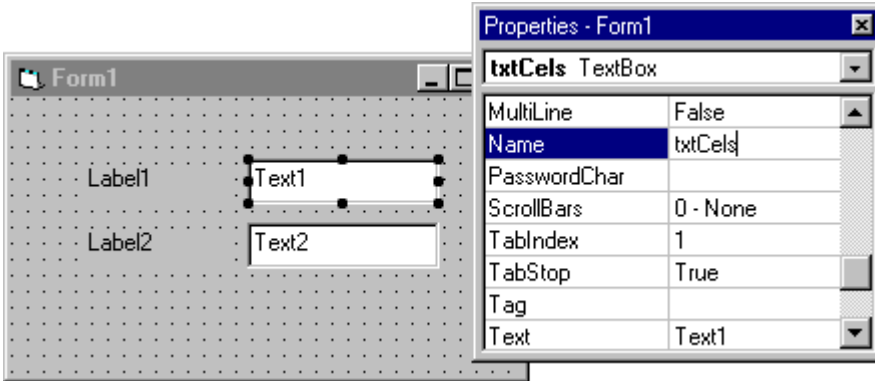 Properties - Form1
txtCels TextBox
Form1
MultiLine False
Name txtCels
PasswordChar
ScrollBars 0 - None
TabIndex 1
TabStop True
Tag
Text Text1
Label1 Text1
Label2 Text2